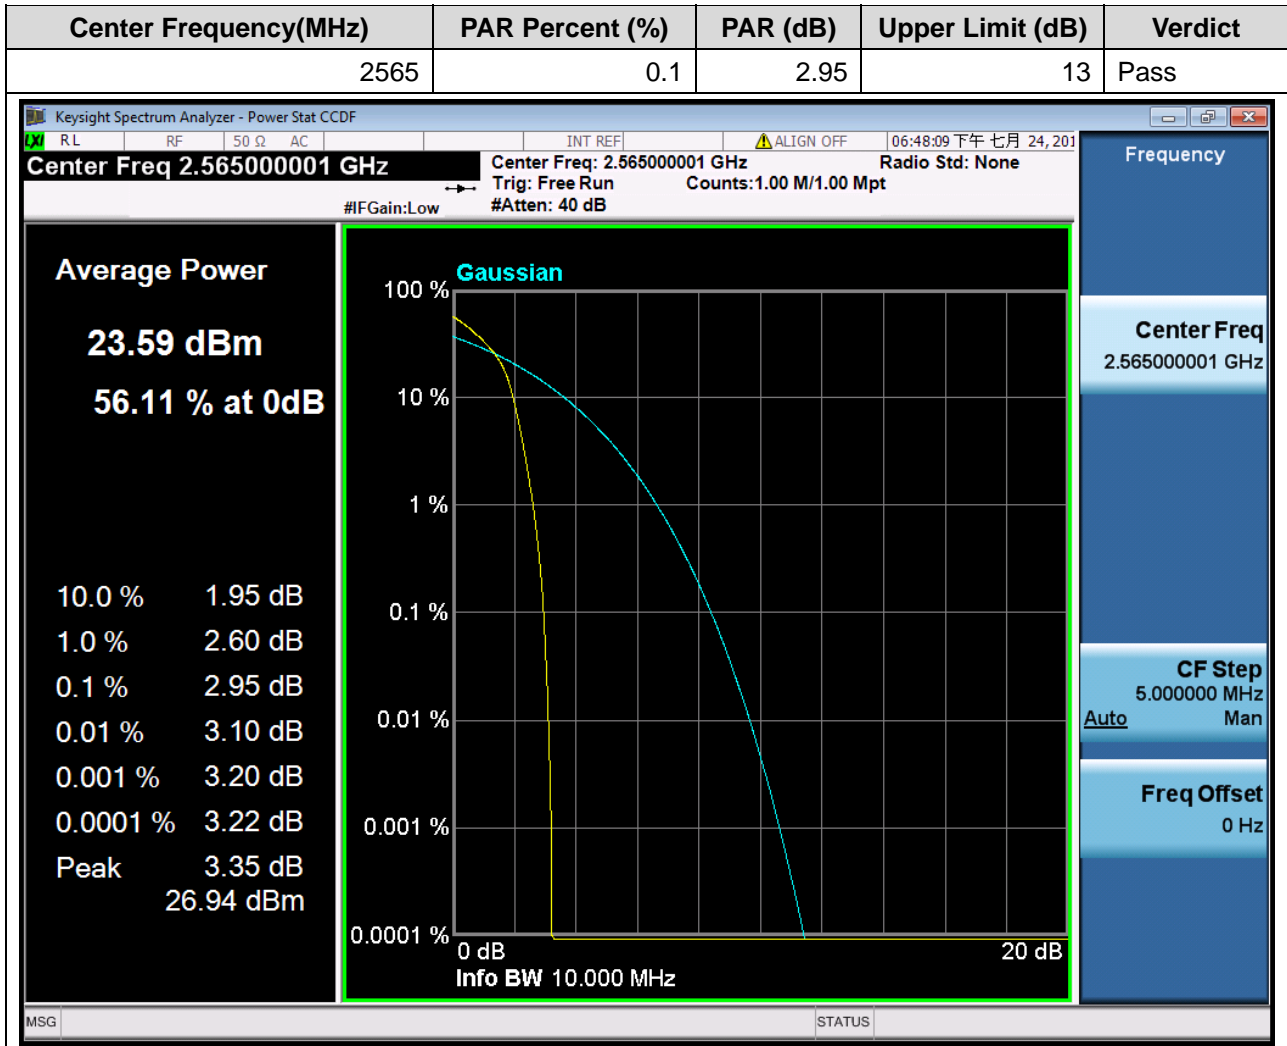 Center Frequency(MHz) PAR Percent (%) PAR (dB) Upper Limit (dB) Verdict
2565 0.1 2.95 13 Pass
Keysight Spectrum Analyzer - Power Stat CCDF
LXI RL RF 50 Ω AC INT REF ALIGN OFF 06:48:09 下午 七月 24, 201
Center Freq 2.565000001 GHz
Center Freq: 2.565000001 GHz Radio Std: None
Trig: Free Run Counts:1.00 M/1.00 Mpt
#IFGain:Low #Atten: 40 dB
Frequency
Average Power
23.59 dBm
56.11 % at 0dB
10.0 % 1.95 dB
1.0 % 2.60 dB
0.1 % 2.95 dB
0.01 % 3.10 dB
0.001 % 3.20 dB
0.0001 % 3.22 dB
Peak 3.35 dB
26.94 dBm
Gaussian
100 %
10 %
1 %
0.1 %
0.01 %
0.001 %
0.0001 %
0 dB 20 dB
Info BW 10.000 MHz
Center Freq
2.565000001 GHz
CF Step
5.000000 MHz
Auto Man
Freq Offset
0 Hz
MSG STATUS